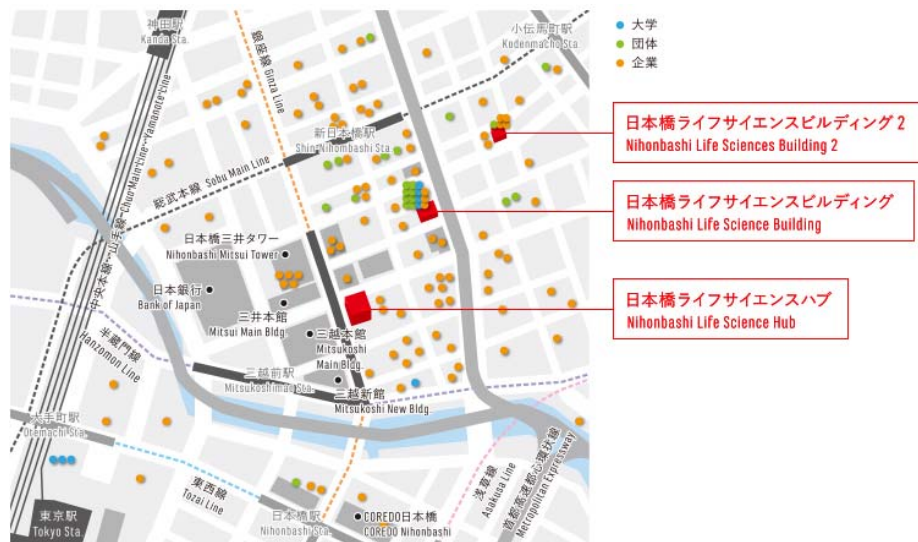 神田駅
Kanda Sta.
銀座線 Ginza Line
小伝馬町駅
Kodenmacho Sta.
大学
団体
企業
日本橋ライフサイエンスビルディング 2
Nihonbashi Life Sciences Building 2
新日本橋駅
Shin Nihombashi Sta.
総武本線 Sobu Main Line
中央本線・山手線 Chuo Main Line・Yamanote Line
日本橋ライフサイエンスビルディング
Nihonbashi Life Science Building
日本橋三井タワー
Nihonbashi Mitsui Tower
日本銀行
Bank of Japan
三井本館
Mitsui Main Bldg.
日本橋ライフサイエンスハブ
Nihonbashi Life Science Hub
三越本館
Mitsukoshi
Main Bldg.
半蔵門線
Hanzomon Line
三越前駅
Mitsukoshimae Sta.
三越新館
Mitsukoshi New Bldg.
大手町駅
Otemachi Sta.
東西線
Tozai Line
浅草線
Asakusa Line
首都高速都心環状線
Metropolitan Expressway
東京駅
Tokyo Sta.
日本橋駅
Nihonbashi Sta.
COREDO日本橋
COREDO Nihonbashi